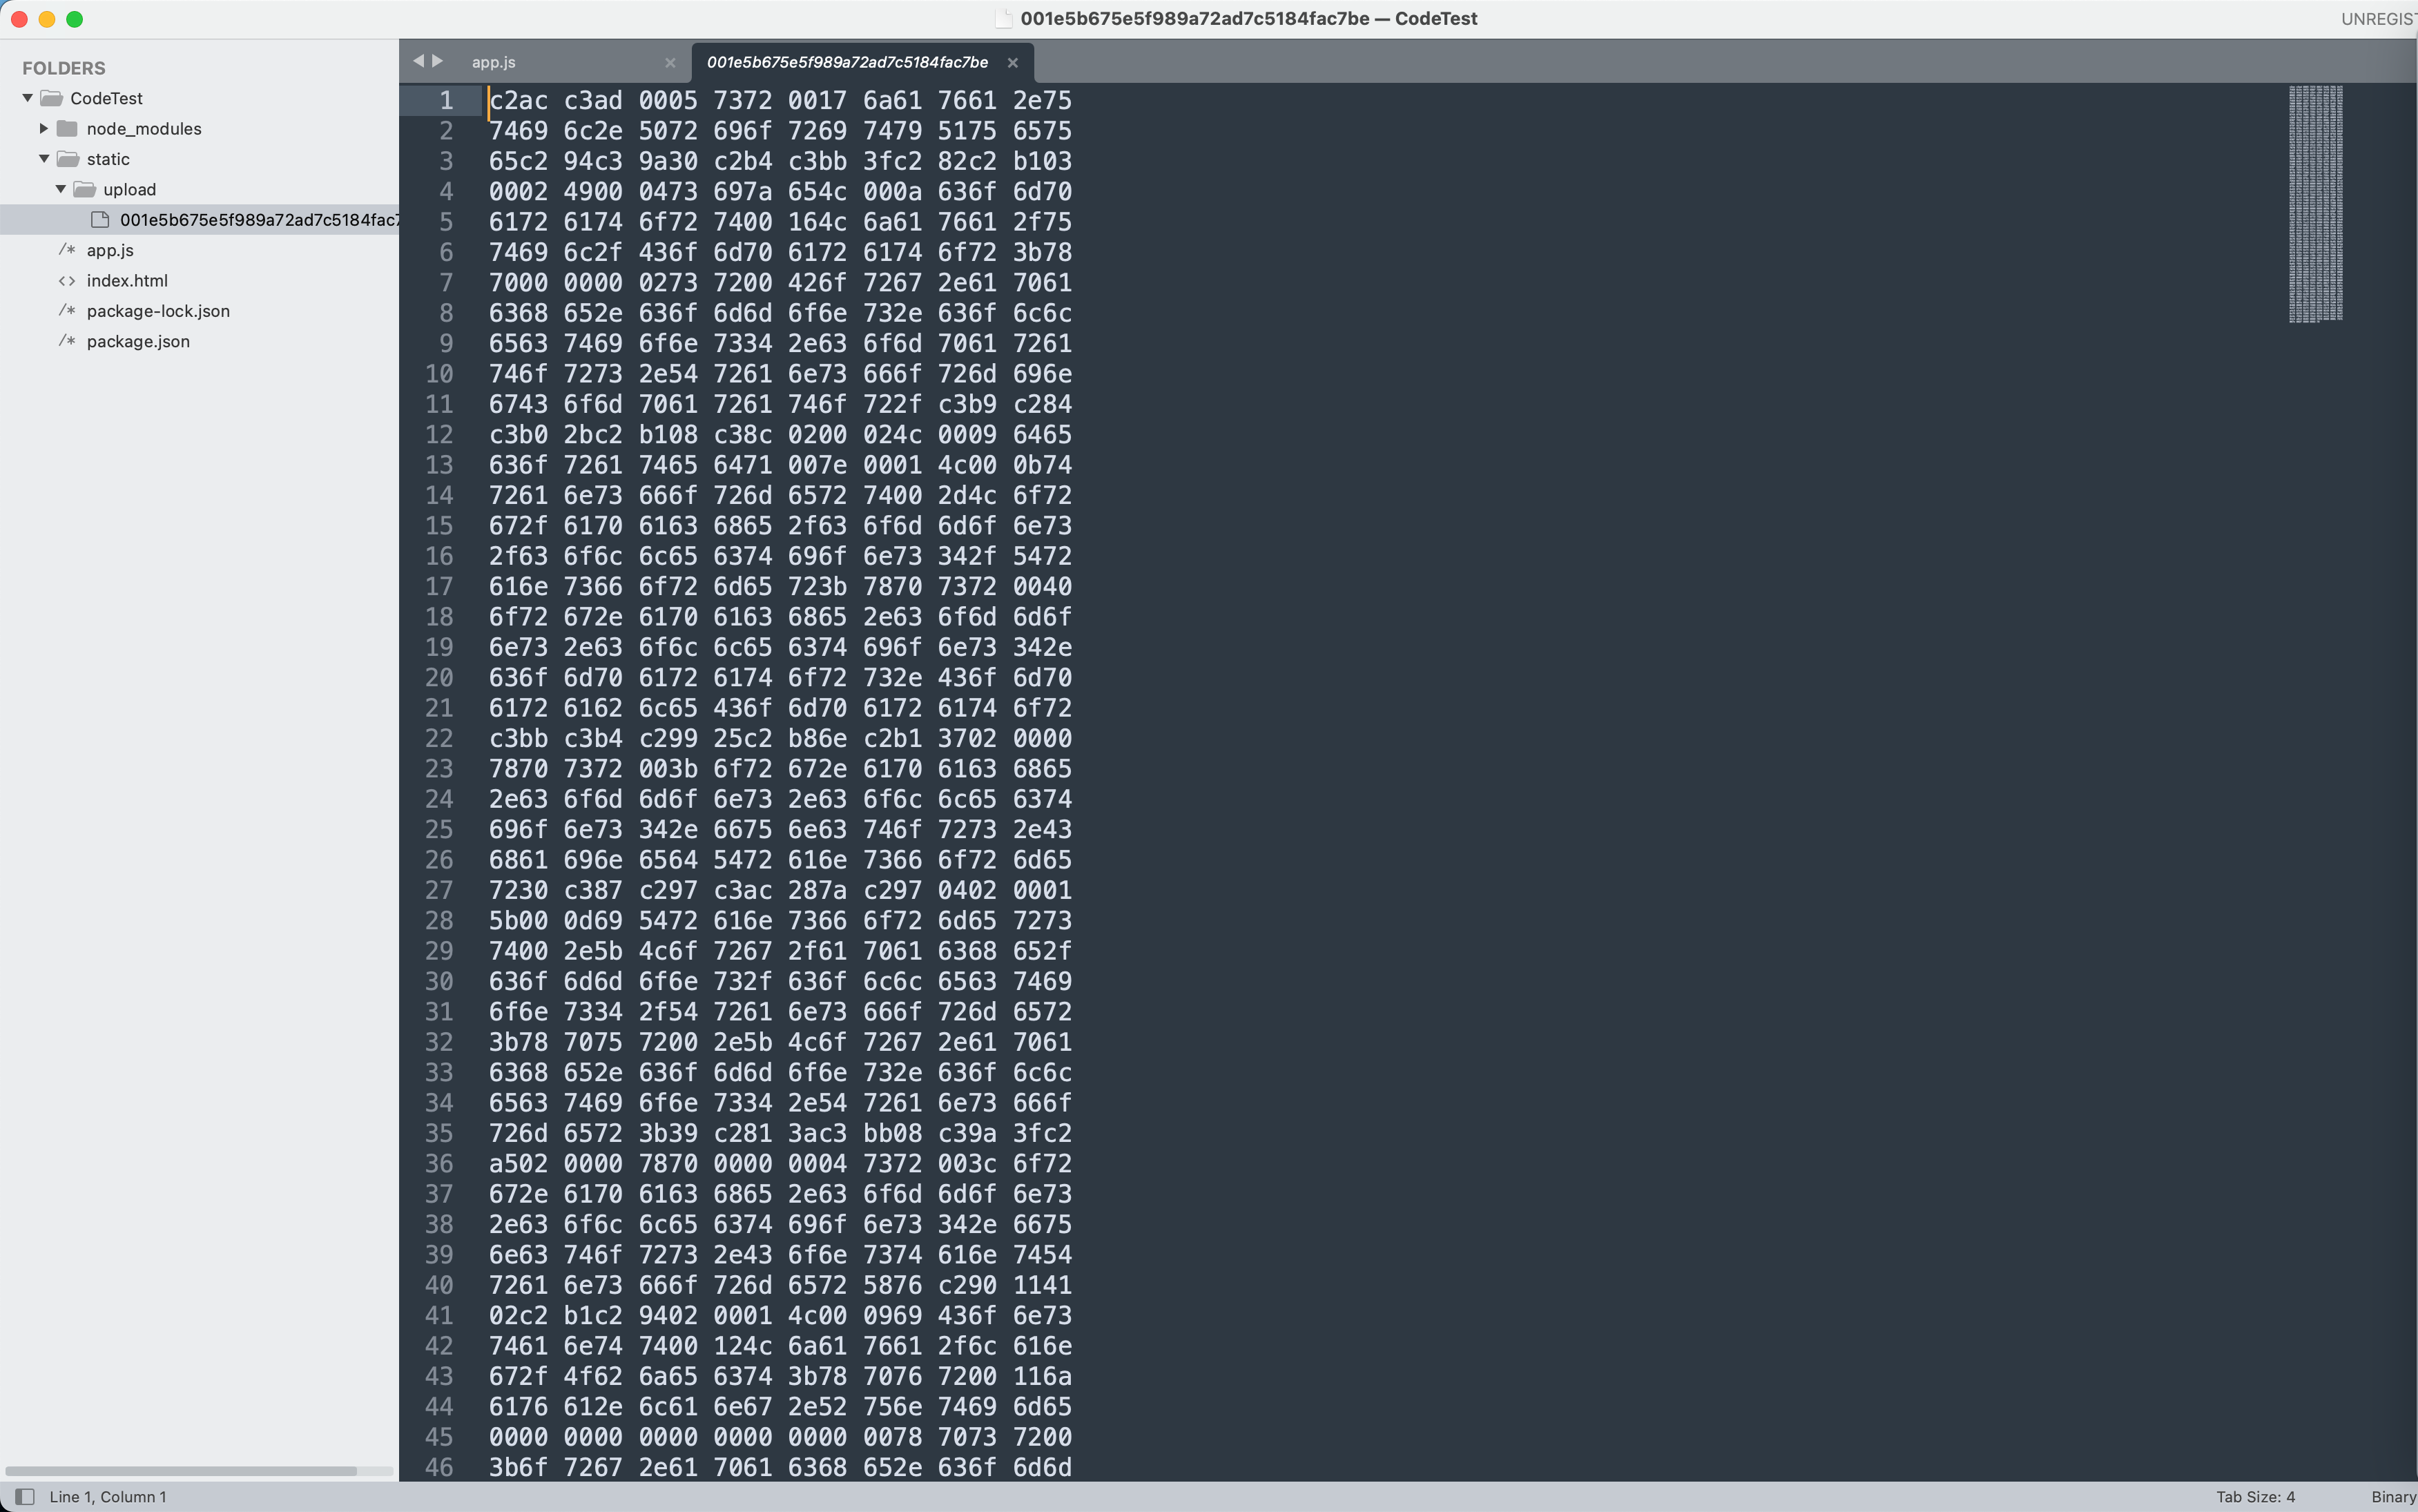 001e5b675e5f989a72ad7c5184fac7be — CodeTest
UNREGIST
FOLDERS
CodeTest
node_modules
static
upload
001e5b675e5f989a72ad7c5184fac7
/* app.js
<> index.html
/* package-lock.json
/* package.json
app.js ×
001e5b675e5f989a72ad7c5184fac7be ×
1 c2ac c3ad 0005 7372 0017 6a61 7661 2e75
2 7469 6c2e 5072 696f 7269 7479 5175 6575
3 65c2 94c3 9a30 c2b4 c3bb 3fc2 82c2 b103
4 0002 4900 0473 697a 654c 000a 636f 6d70
5 6172 6174 6f72 7400 164c 6a61 7661 2f75
6 7469 6c2f 436f 6d70 6172 6174 6f72 3b78
7 7000 0000 0273 7200 426f 7267 2e61 7061
8 6368 652e 636f 6d6d 6f6e 732e 636f 6c6c
9 6563 7469 6f6e 7334 2e63 6f6d 7061 7261
10 746f 7273 2e54 7261 6e73 666f 726d 696e
11 6743 6f6d 7061 7261 746f 722f c3b9 c284
12 c3b0 2bc2 b108 c38c 0200 024c 0009 6465
13 636f 7261 7465 6471 007e 0001 4c00 0b74
14 7261 6e73 666f 726d 6572 7400 2d4c 6f72
15 672f 6170 6163 6865 2f63 6f6d 6d6f 6e73
16 2f63 6f6c 6c65 6374 696f 6e73 342f 5472
17 616e 7366 6f72 6d65 723b 7870 7372 0040
18 6f72 672e 6170 6163 6865 2e63 6f6d 6d6f
19 6e73 2e63 6f6c 6c65 6374 696f 6e73 342e
20 636f 6d70 6172 6174 6f72 732e 436f 6d70
21 6172 6162 6c65 436f 6d70 6172 6174 6f72
22 c3bb c3b4 c299 25c2 b86e c2b1 3702 0000
23 7870 7372 003b 6f72 672e 6170 6163 6865
24 2e63 6f6d 6d6f 6e73 2e63 6f6c 6c65 6374
25 696f 6e73 342e 6675 6e63 746f 7273 2e43
26 6861 696e 6564 5472 616e 7366 6f72 6d65
27 7230 c387 c297 c3ac 287a c297 0402 0001
28 5b00 0d69 5472 616e 7366 6f72 6d65 7273
29 7400 2e5b 4c6f 7267 2f61 7061 6368 652f
30 636f 6d6d 6f6e 732f 636f 6c6c 6563 7469
31 6f6e 7334 2f54 7261 6e73 666f 726d 6572
32 3b78 7075 7200 2e5b 4c6f 7267 2e61 7061
33 6368 652e 636f 6d6d 6f6e 732e 636f 6c6c
34 6563 7469 6f6e 7334 2e54 7261 6e73 666f
35 726d 6572 3b39 c281 3ac3 bb08 c39a 3fc2
36 a502 0000 7870 0000 0004 7372 003c 6f72
37 672e 6170 6163 6865 2e63 6f6d 6d6f 6e73
38 2e63 6f6c 6c65 6374 696f 6e73 342e 6675
39 6e63 746f 7273 2e43 6f6e 7374 616e 7454
40 7261 6e73 666f 726d 6572 5876 c290 1141
41 02c2 b1c2 9402 0001 4c00 0969 436f 6e73
42 7461 6e74 7400 124c 6a61 7661 2f6c 616e
43 672f 4f62 6a65 6374 3b78 7076 7200 116a
44 6176 612e 6c61 6e67 2e52 756e 7469 6d65
45 0000 0000 0000 0000 0000 0078 7073 7200
46 3b6f 7267 2e61 7061 6368 652e 636f 6d6d
Line 1, Column 1
Tab Size: 4
Binary